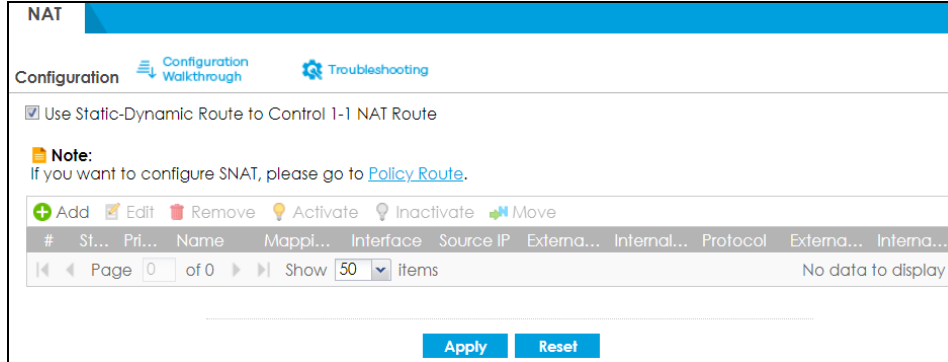 NAT
Configuration Configuration Walkthrough Troubleshooting
Use Static-Dynamic Route to Control 1-1 NAT Route
Note:
If you want to configure SNAT, please go to Policy Route.
Add Edit Remove Activate Inactivate Move
# St... Pri... Name Mappi... Interface Source IP Externa... Internal... Protocol Externa... Interna...
Page 0 of 0 Show 50 items No data to display
Apply Reset